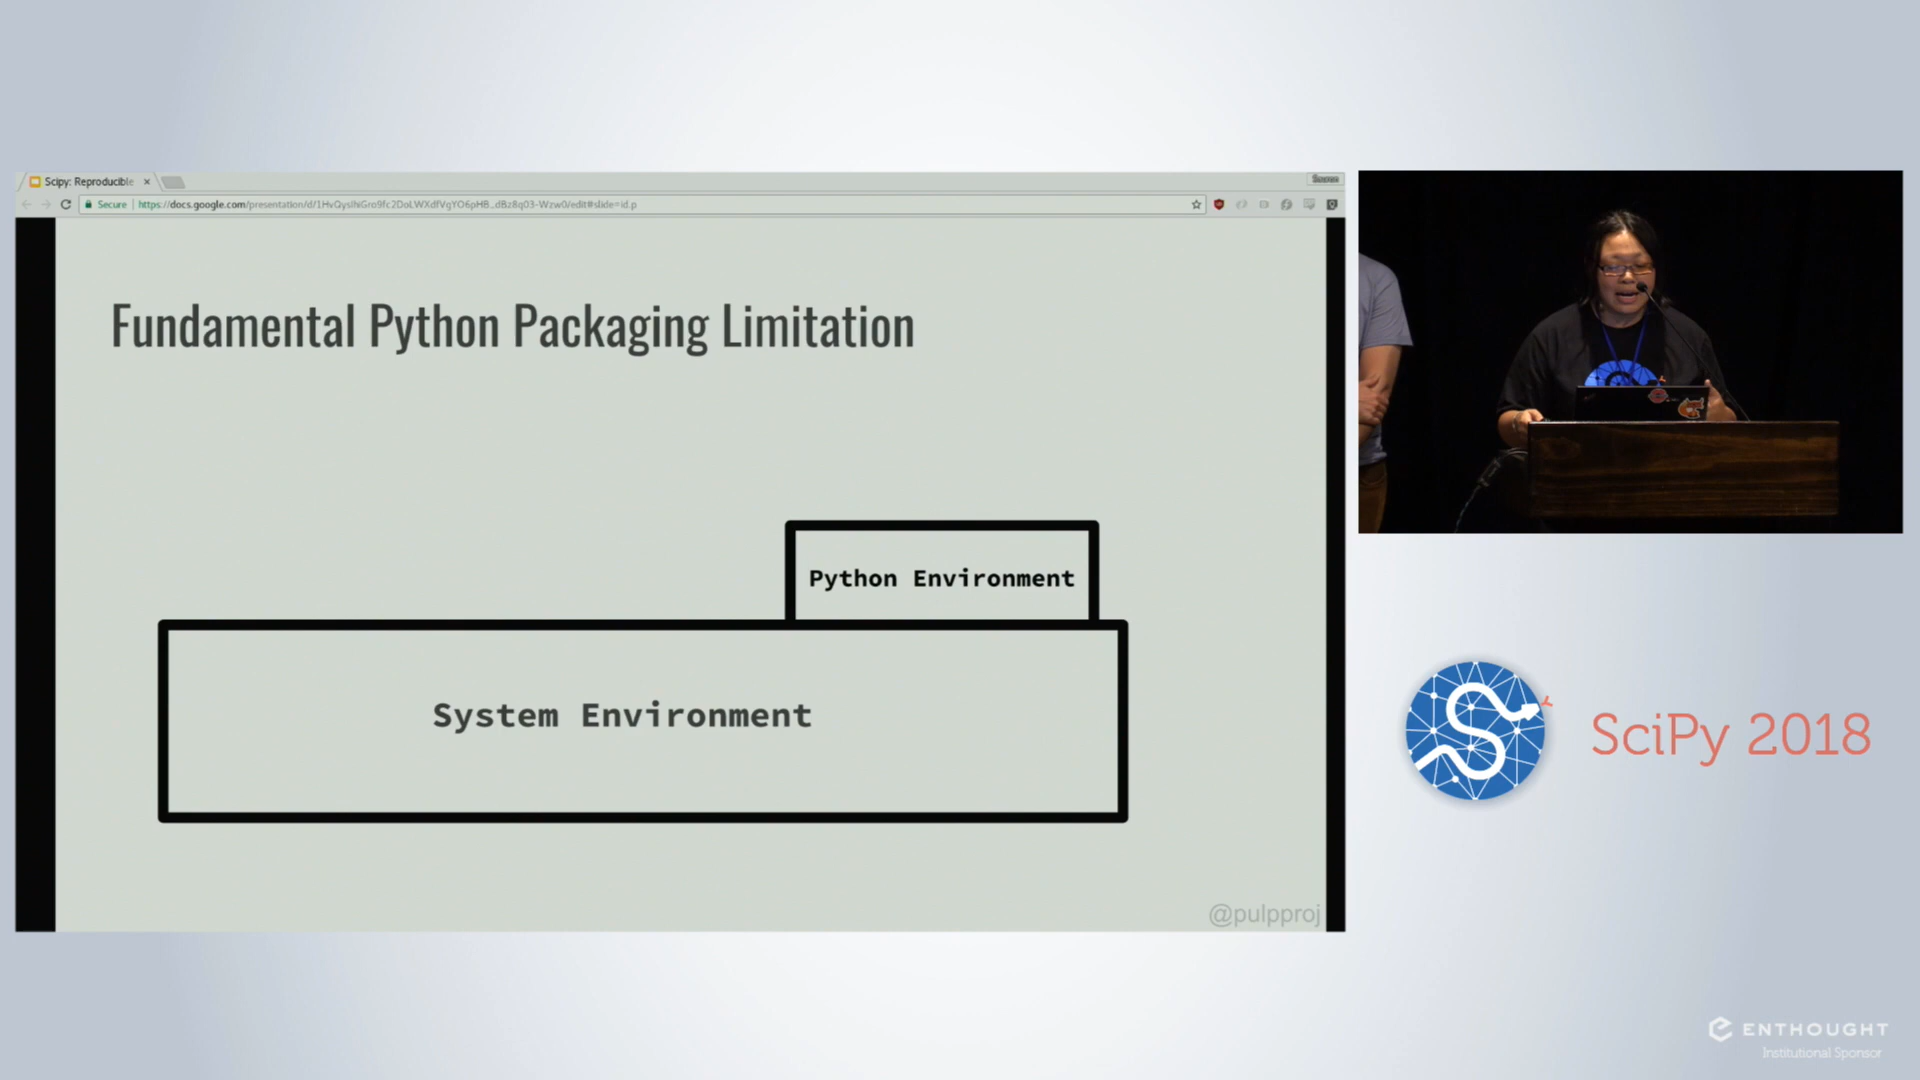 Scipy: Reproducible
Secure
Fundamental Python Packaging Limitation
Python Environment
System Environment
@pulpproj
SciPy 2018
ENTHOUGHT
Institutional Sponsor